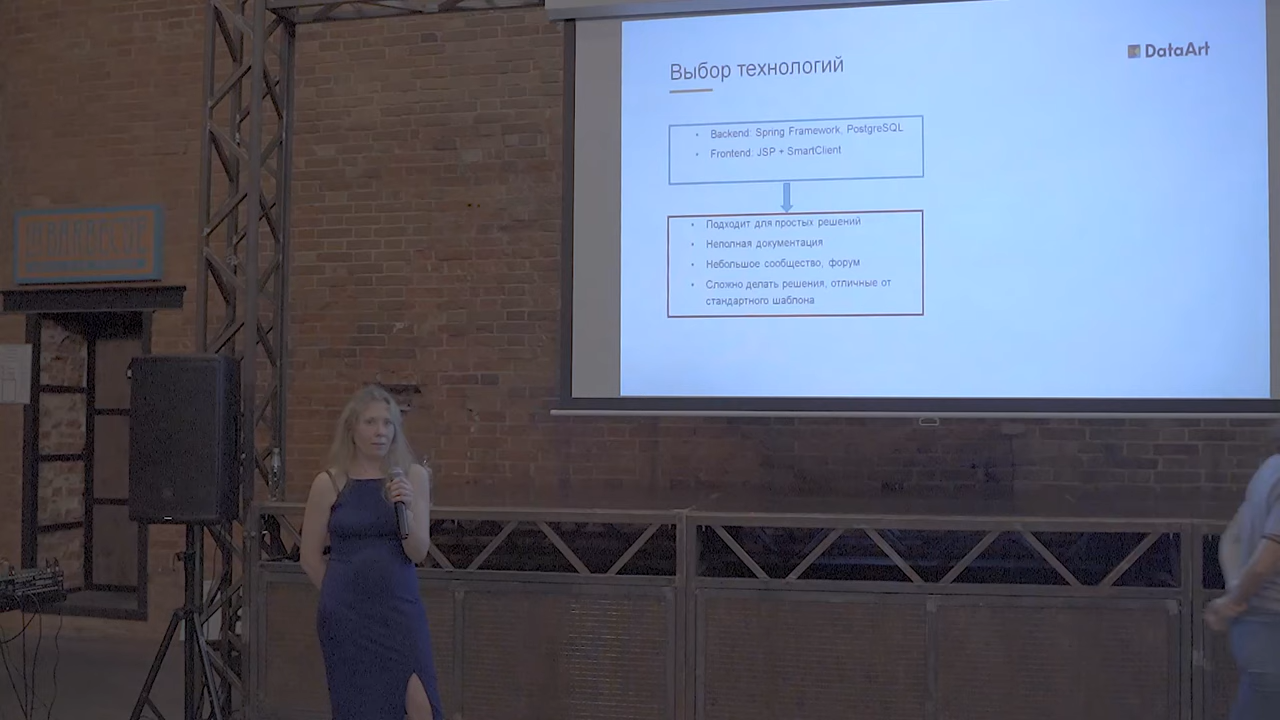 Выбор технологий
DataArt
• Backend: Spring Framework, PostgreSQL
• Frontend: JSP + SmartClient
• Подходит для простых решений
• Неполная документация
• Небольшое сообщество, форум
• Сложно делать решения, отличные от
стандартного шаблона